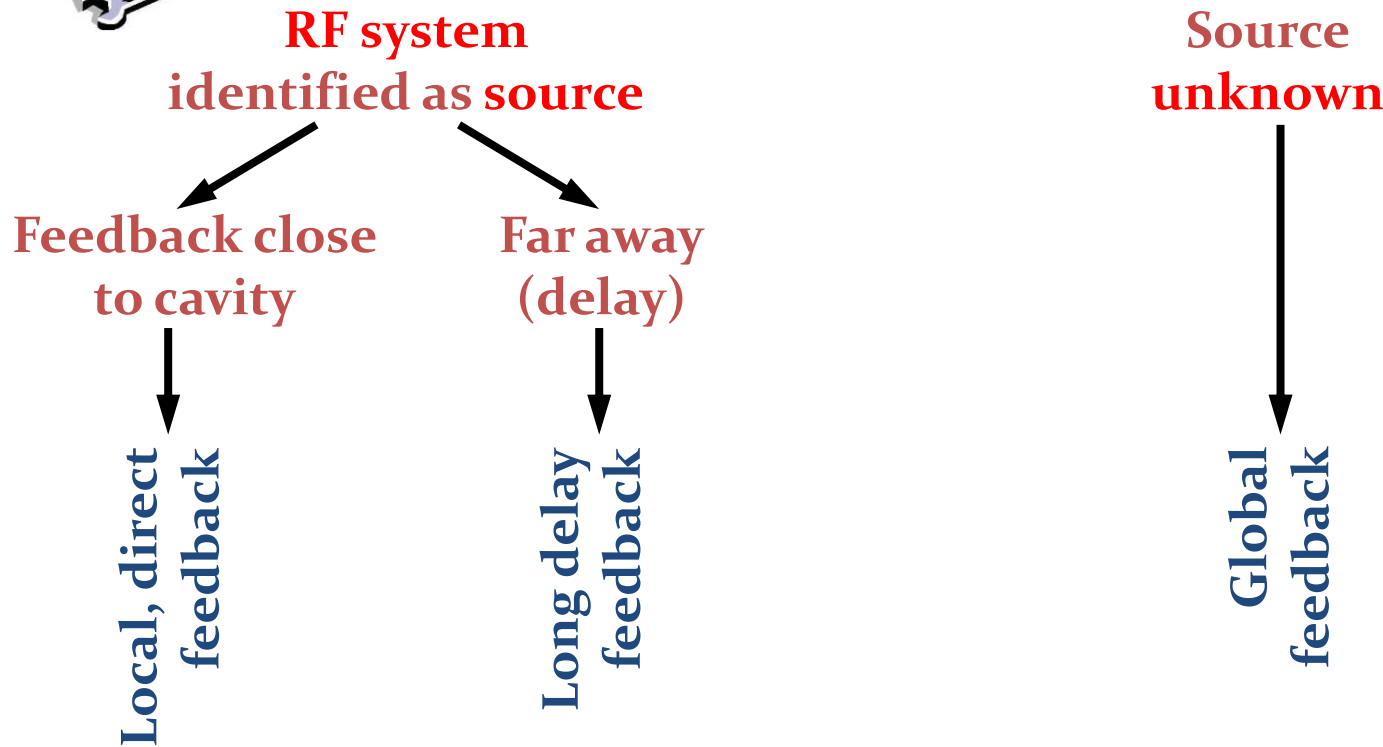 RF system
identified as source
Source
unknown
Feedback close
to cavity
Far away
(delay)
Local, direct
feedback
Long delay
feedback
Global
feedback